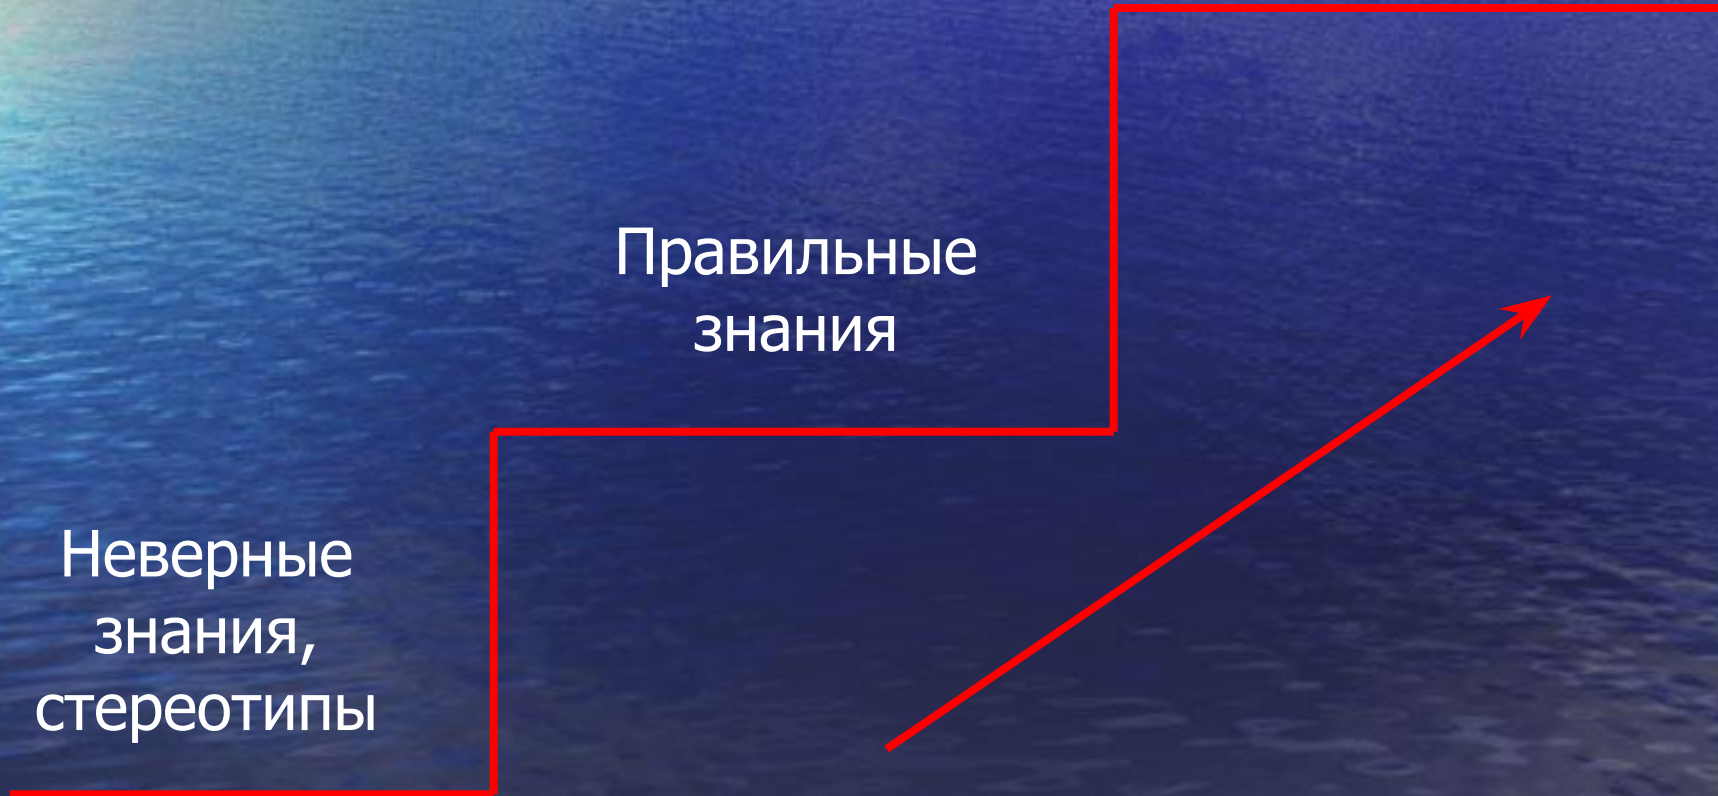 Правильные
знания
Неверные
знания,
стереотипы